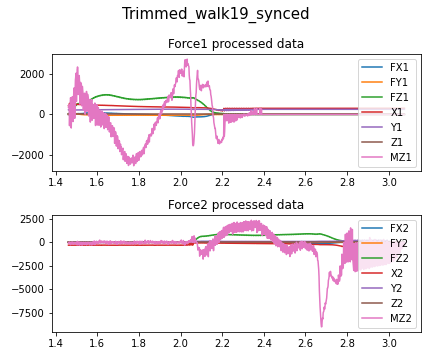 Trimmed_walk19_synced
Force1 processed data
2000
0
−2000
FX1
FY1
FZ1
X1
Y1
Z1
MZ1
1.4 1.6 1.8 2.0 2.2 2.4 2.6 2.8 3.0
Force2 processed data
2500
0
−2500
−5000
−7500
FX2
FY2
FZ2
X2
Y2
Z2
MZ2
1.4 1.6 1.8 2.0 2.2 2.4 2.6 2.8 3.0